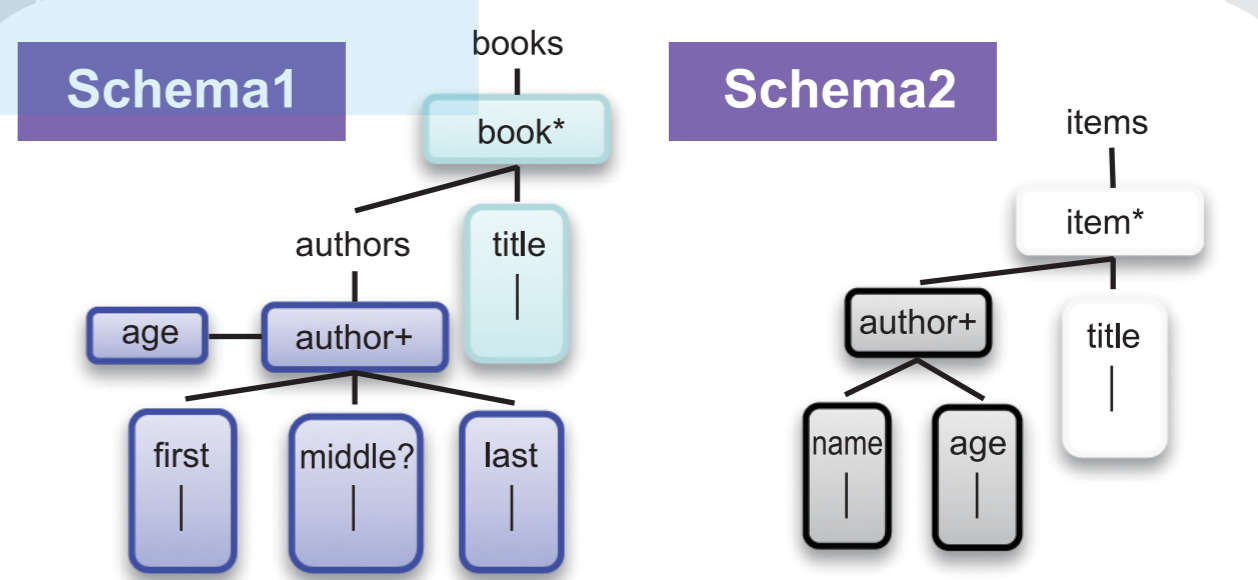 Schema1
books
book*
authors
title
age
author+
first
middle?
last
Schema2
items
item*
author+
title
name
age